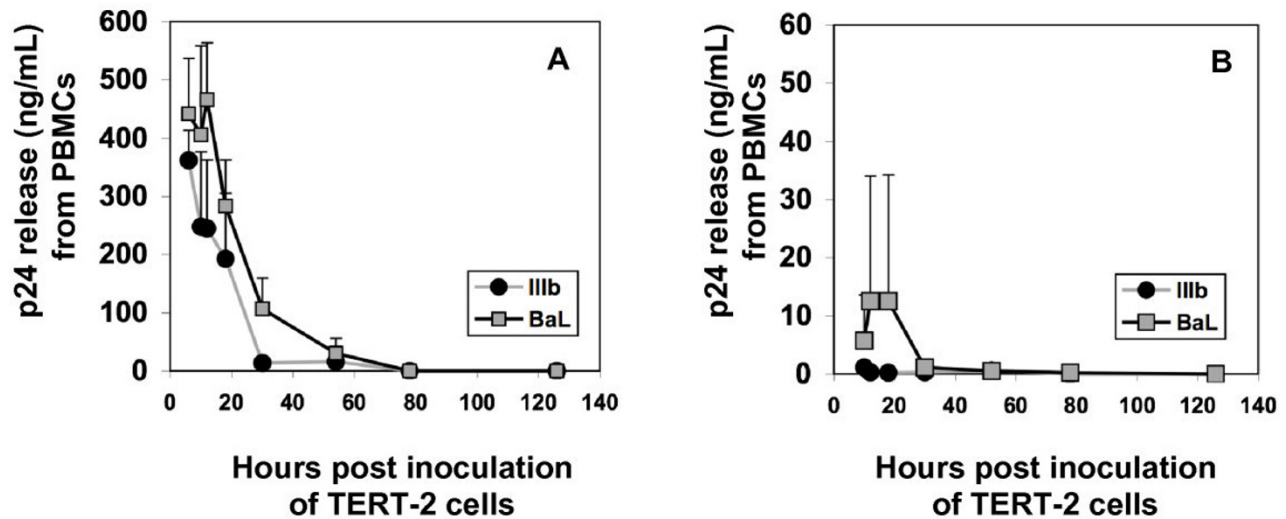 p24 release (ng/mL)
from PBMCs
600
500
400
300
200
100
0
A
IIIb
BaL
0 20 40 60 80 100 120 140
Hours post inoculation
of TERT-2 cells
p24 release (ng/mL)
from PBMCs
60
50
40
30
20
10
0
B
IIIb
BaL
0 20 40 60 80 100 120 140
Hours post inoculation
of TERT-2 cells